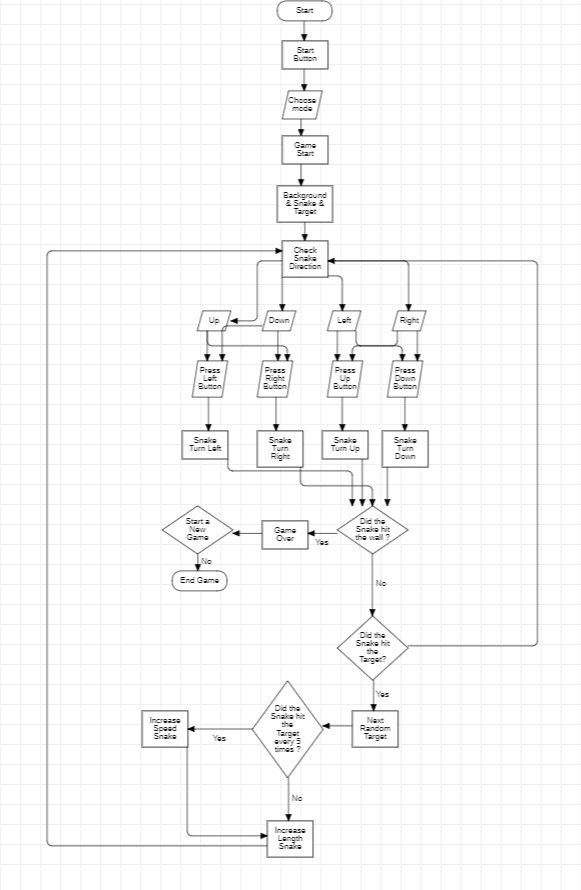 Start
Start
Button
Choose
mode
Game
Start
Background
& Snake &
Target
Check
Snake
Direction
Up
Down
Left
Right
Press
Left
Button
Press
Right
Button
Press
Up
Button
Press
Down
Button
Snake
Turn Left
Snake
Turn
Right
Snake
Turn Up
Snake
Turn
Down
Did the
Snake hit
the wall ?
Yes
Game
Over
Start a
New
Game
No
End Game
No
Did the
Snake hit
the
Target?
Yes
Next
Random
Target
Did the
Snake hit
the
Target
every 5
times ?
Yes
Increase
Speed
Snake
No
Increase
Length
Snake